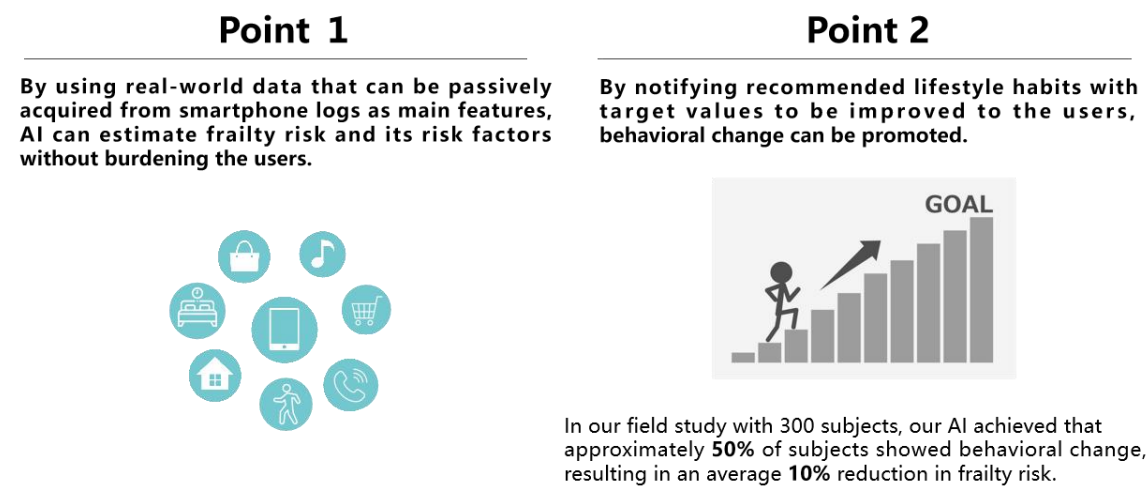 Point 1
By using real-world data that can be passively
acquired from smartphone logs as main features,
AI can estimate frailty risk and its risk factors
without burdening the users.
Point 2
By notifying recommended lifestyle habits with
target values to be improved to the users,
behavioral change can be promoted.
GOAL
In our field study with 300 subjects, our AI achieved that
approximately 50% of subjects showed behavioral change,
resulting in an average 10% reduction in frailty risk.